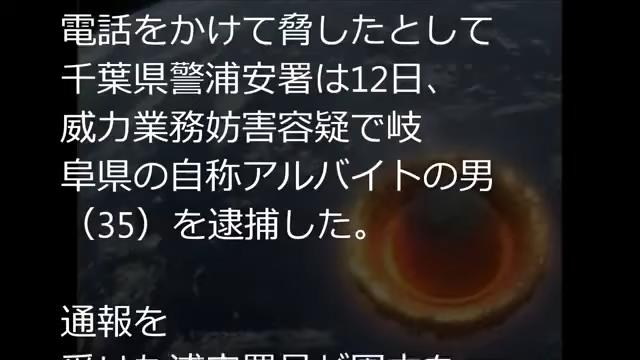 電話をかけて脅したとして
千葉県警浦安署は12日、
威力業務妨害容疑で岐
阜県の自称アルバイトの男
（35）を逮捕した。
通報を